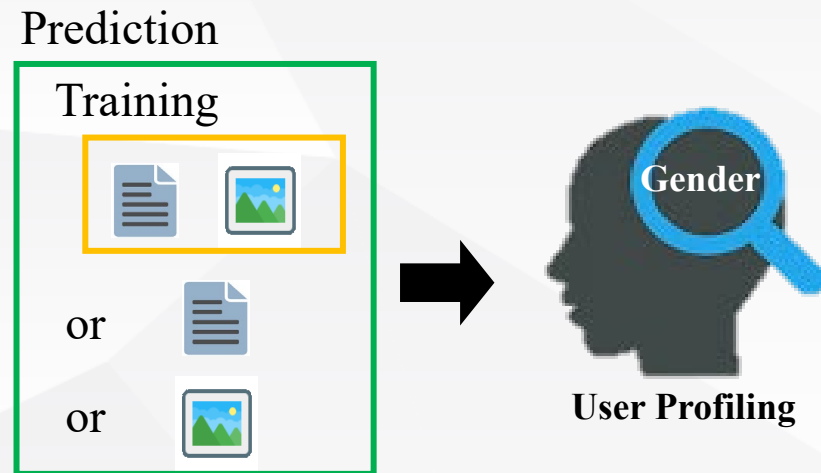 Prediction
Training
or
or
Gender
User Profiling